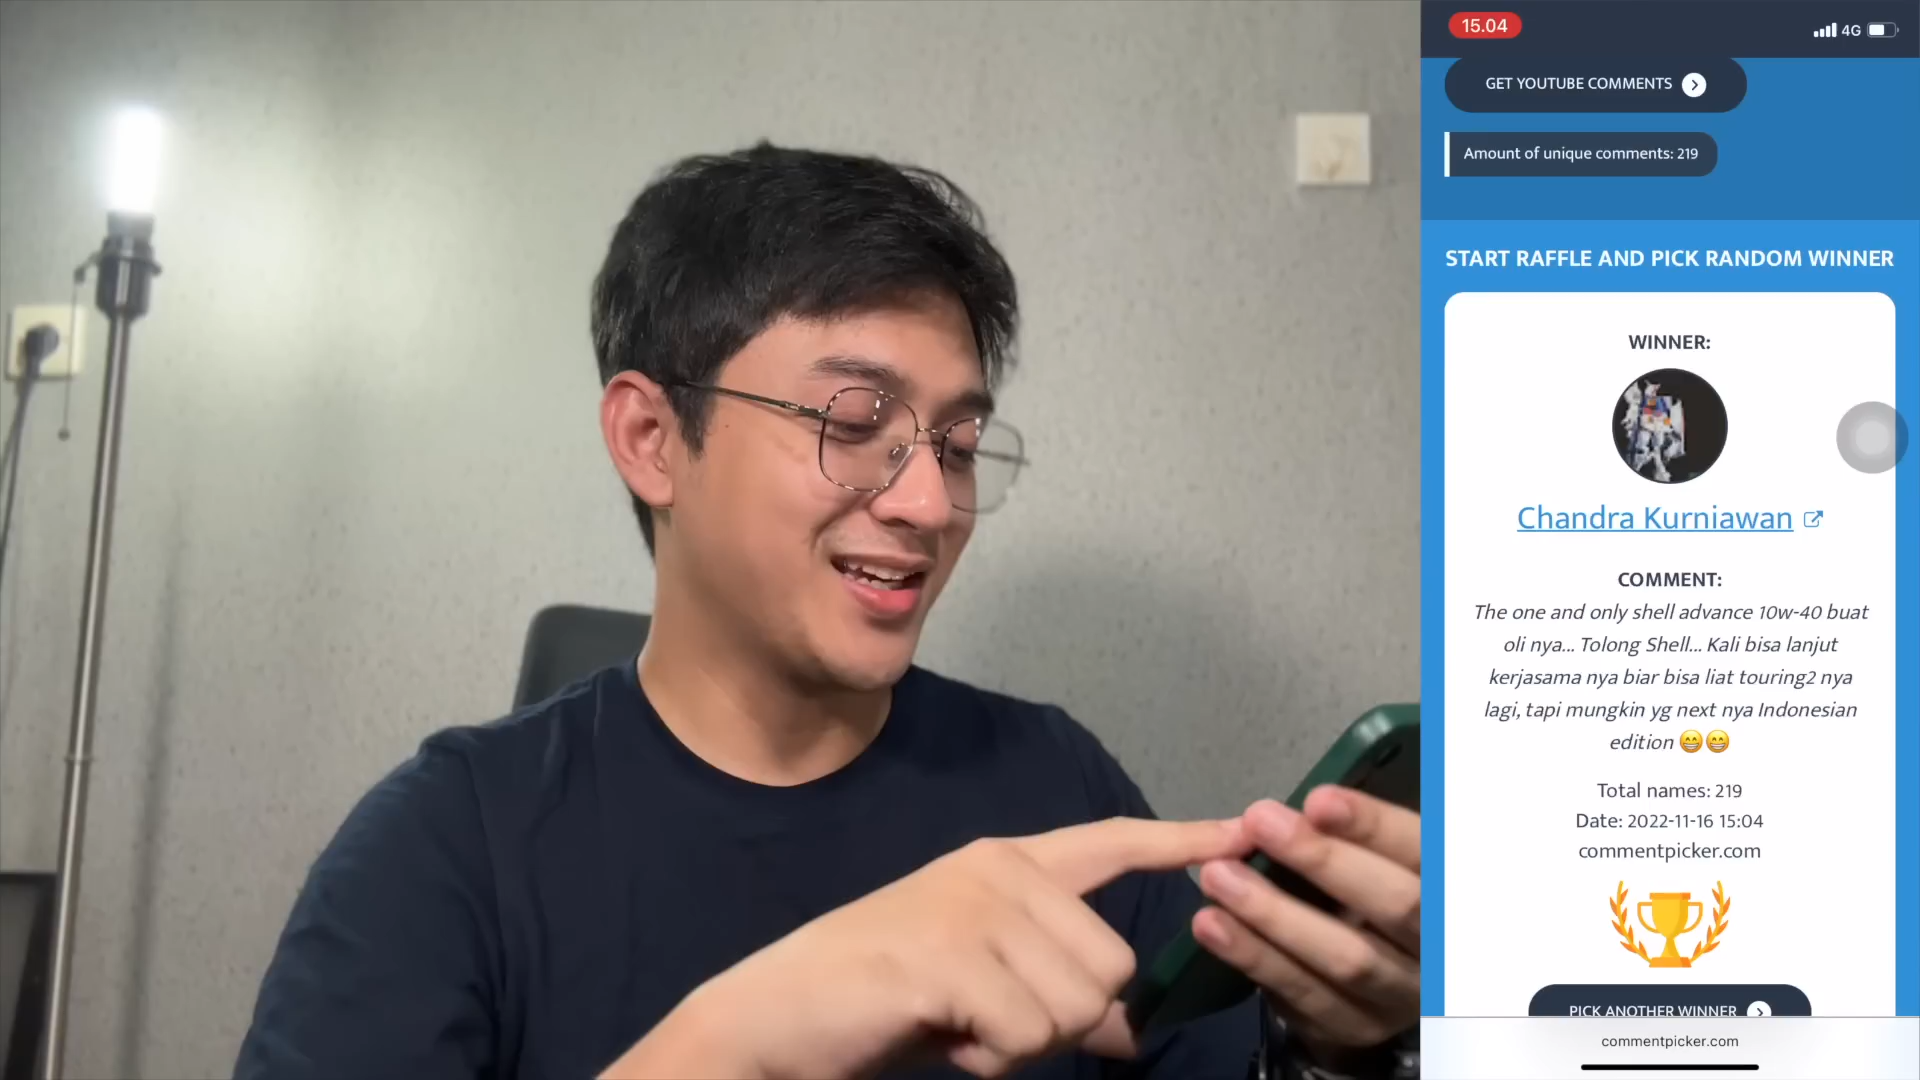 15.04
4G
GET YOUTUBE COMMENTS
Amount of unique comments: 219
START RAFFLE AND PICK RANDOM WINNER
WINNER:
Chandra Kurniawan
COMMENT:
The one and only shell advance 10w-40 buat
oli nya... Tolong Shell... Kali bisa lanjut
kerjasama nya biar bisa liat touring2 nya
lagi, tapi mungkin yg next nya Indonesian
edition 😁😁
Total names: 219
Date: 2022-11-16 15:04
commentpicker.com
PICK ANOTHER WINNER
commentpicker.com